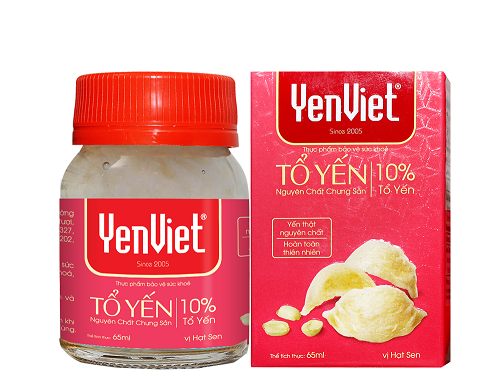 YenViet®
Since 2005
Thực phẩm bảo vệ sức khoẻ
TỔ YẾN 10%
Nguyên Chất Chưng Sẵn Tổ Yến
Thể tích thực: 65ml vị Hạt Sen
YenViet®
Since 2005
Thực phẩm bảo vệ sức khoẻ
TỔ YẾN 10%
Nguyên Chất Chưng Sẵn Tổ Yến
Yến thật
nguyên chất
Hoàn toàn
thiên nhiên
Thể tích thực: 65ml vị Hạt Sen